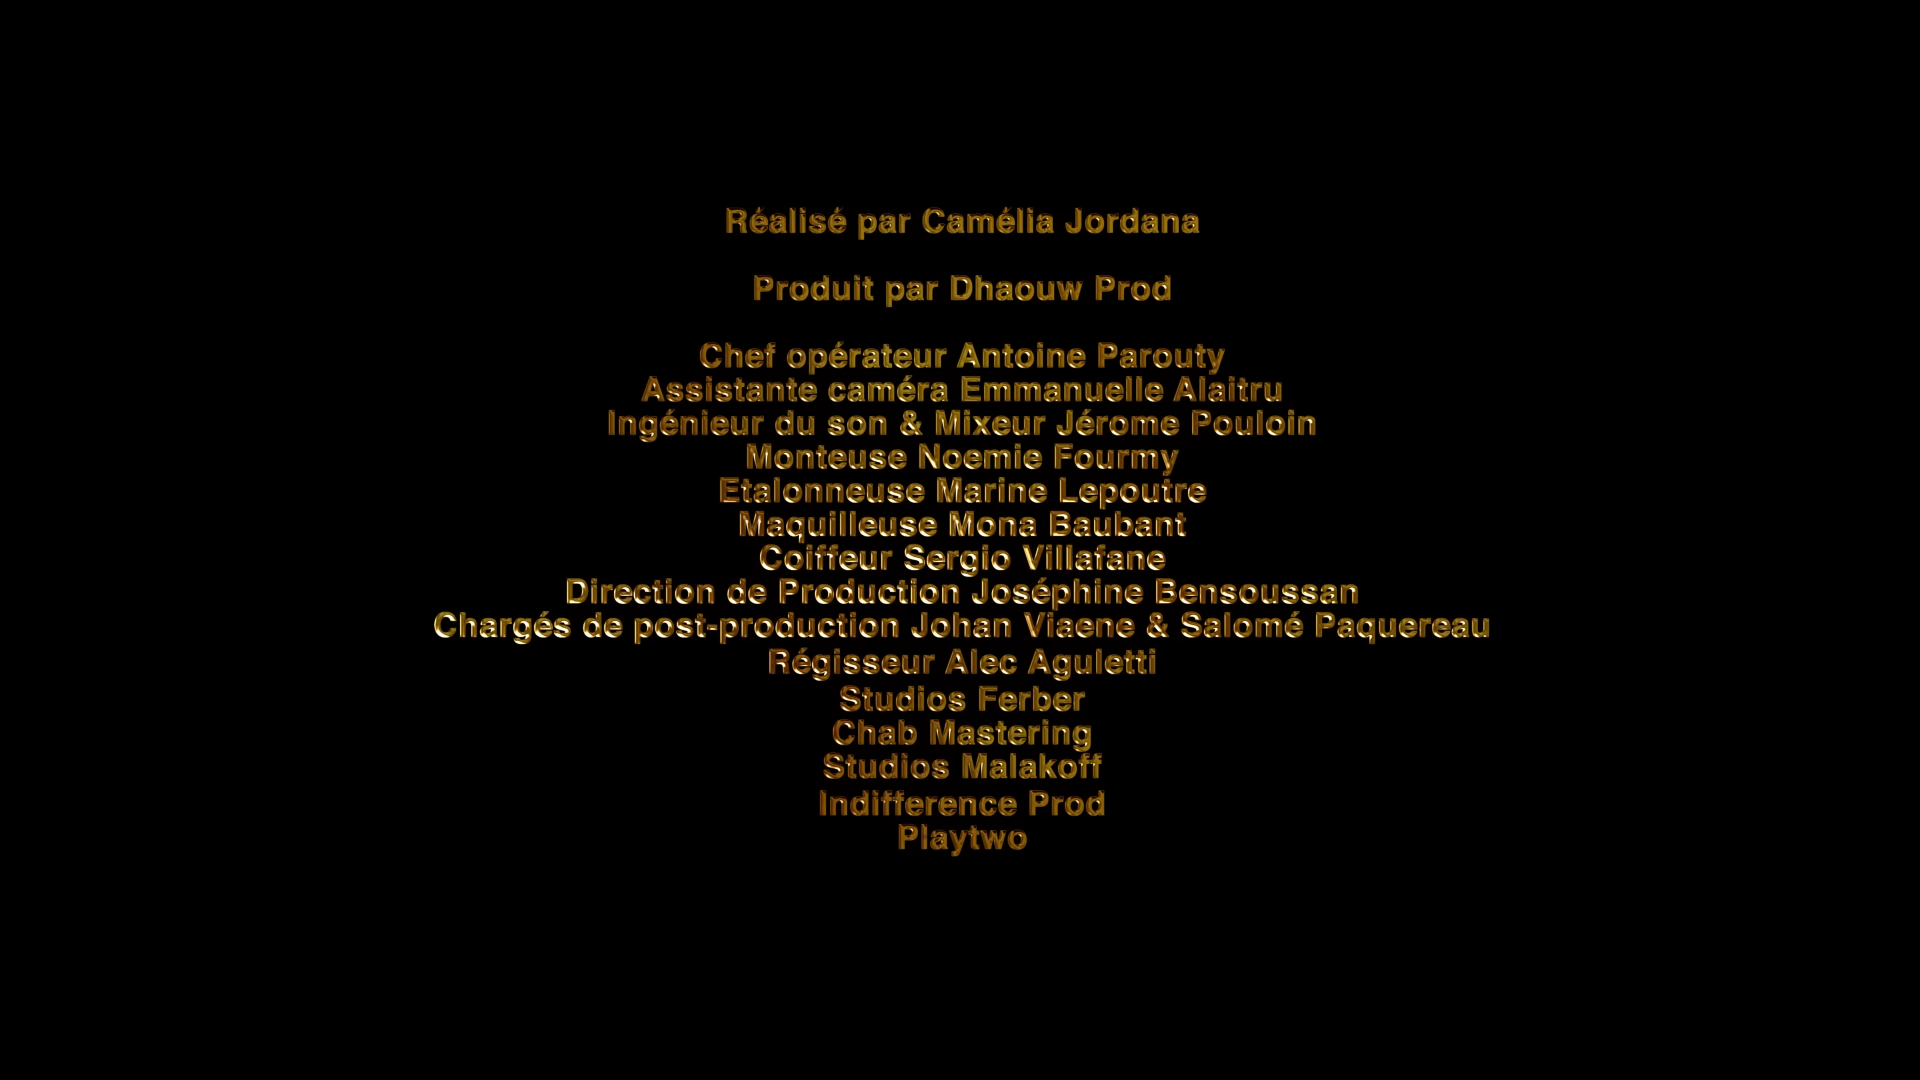 Réalisé par Camélia Jordana
Produit par Dhaouw Prod
Chef opérateur Antoine Parouty
Assistante caméra Emmanuelle Alaitru
Ingénieur du son & Mixeur Jérome Pouloin
Monteuse Noemie Fourmy
Etalonneuse Marine Lepoutre
Maquilleuse Mona Baubant
Coiffeur Sergio Villafane
Direction de Production Joséphine Bensoussan
Chargés de post-production Johan Viaene & Salomé Paquereau
Régisseur Alec Aguletti
Studios Ferber
Chab Mastering
Studios Malakoff
Indifference Prod
Playtwo